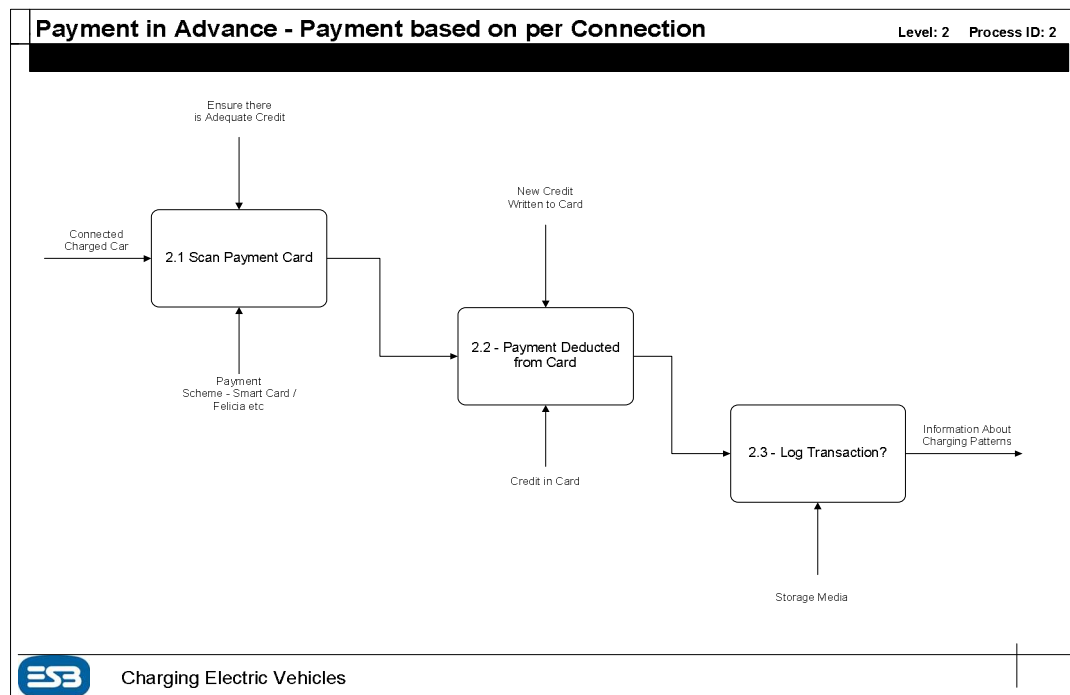 Payment in Advance - Payment based on per Connection
Level: 2 Process ID: 2
Ensure there
is Adequate Credit
New Credit
Written to Card
Connected
Charged Car
2.1 Scan Payment Card
2.2 - Payment Deducted
from Card
Payment
Scheme - Smart Card /
Felicia etc
Information About
Charging Patterns
2.3 - Log Transaction?
Credit in Card
Storage Media
ESB
Charging Electric Vehicles